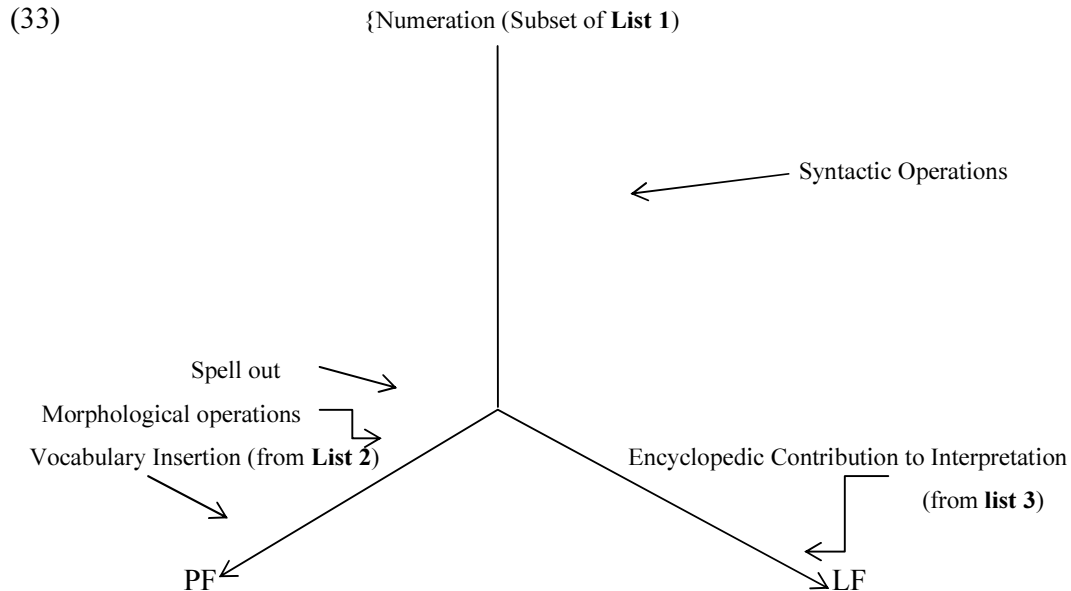 (33) {Numeration (Subset of List 1)
Syntactic Operations
Spell out
Morphological operations
Vocabulary Insertion (from List 2)
Encyclopedic Contribution to Interpretation
(from list 3)
PF
LF